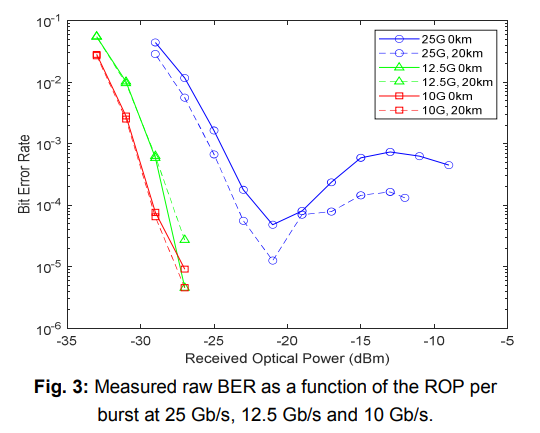 10-1
10-2
10-3
10-4
10-5
10-6
Bit Error Rate
25G 0km
25G, 20km
12.5G 0km
12.5G, 20km
10G 0km
10G, 20km
-35 -30 -25 -20 -15 -10 -5
Received Optical Power (dBm)
Fig. 3: Measured raw BER as a function of the ROP per
burst at 25 Gb/s, 12.5 Gb/s and 10 Gb/s.